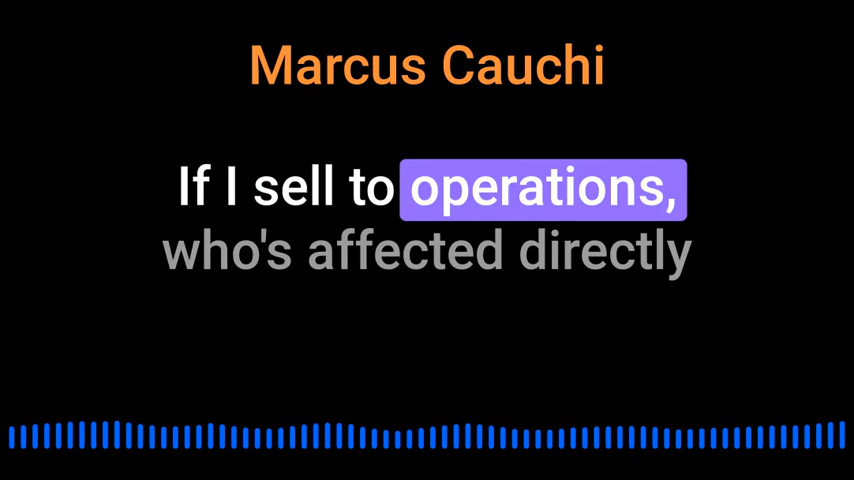 Marcus Cauchi
If I sell to operations,
who's affected directly